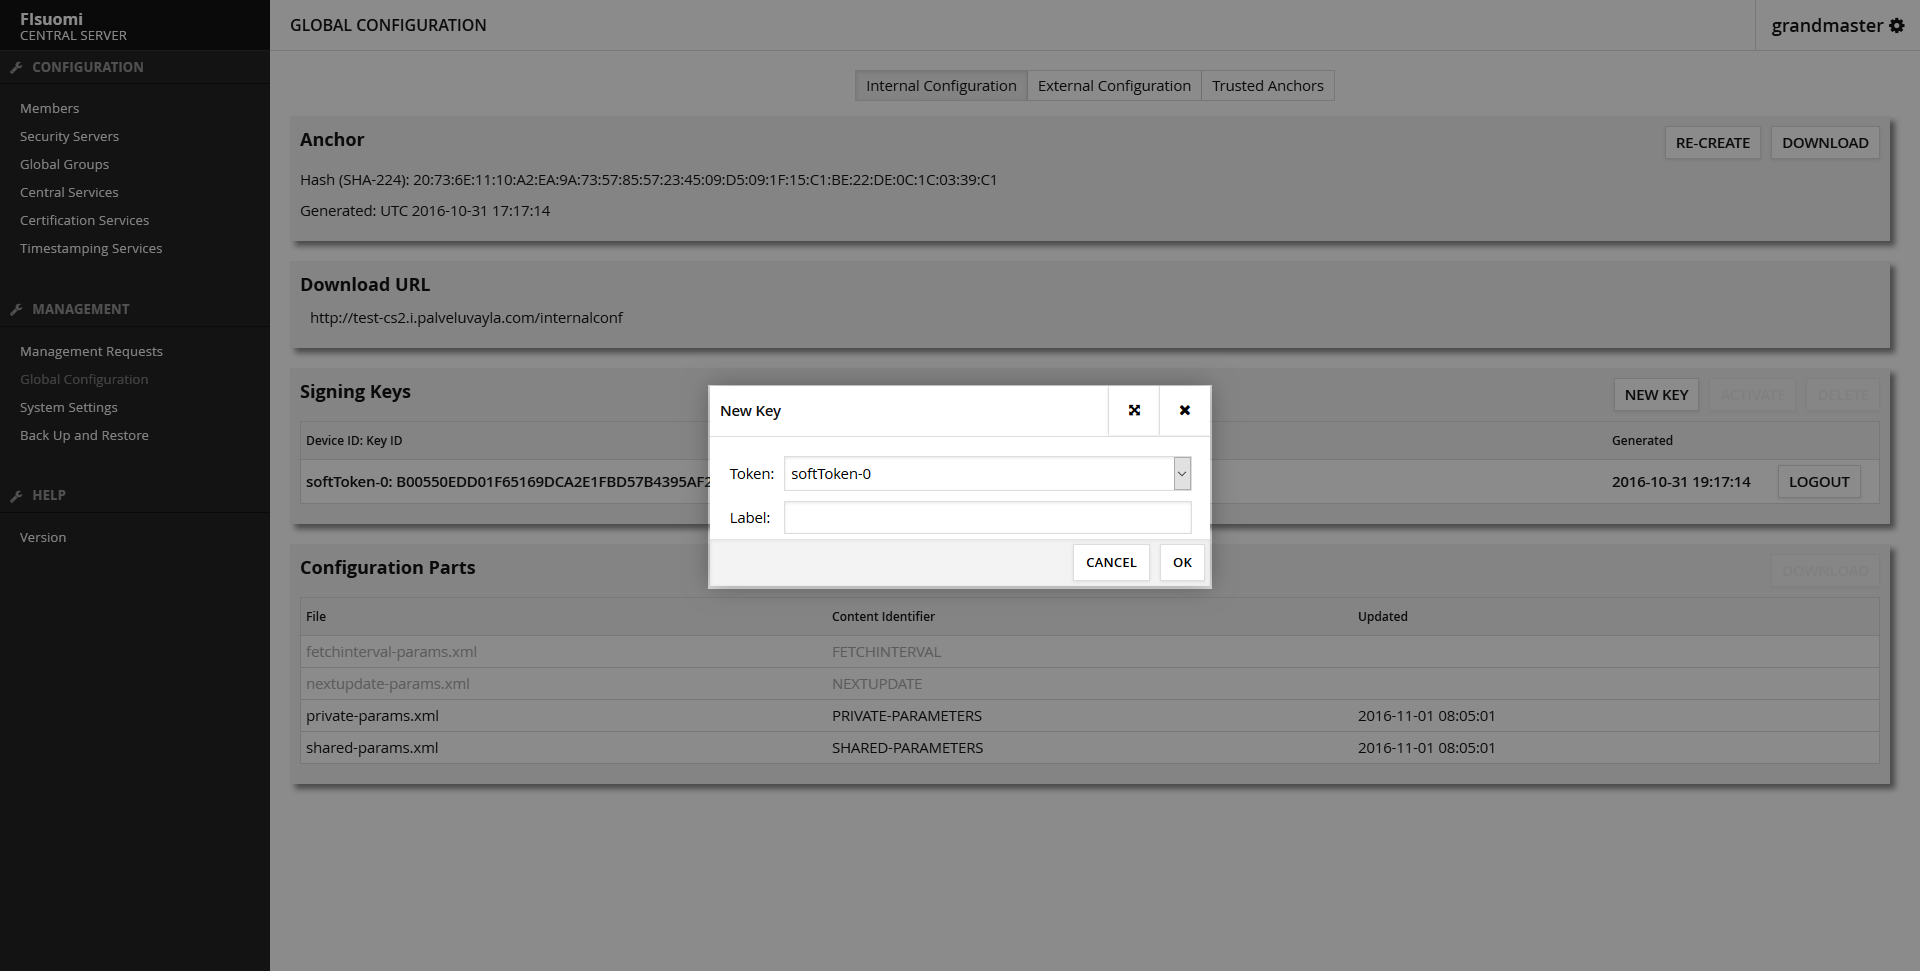 FIsuomi
CENTRAL SERVER
CONFIGURATION
Members
Security Servers
Global Groups
Central Services
Certification Services
Timestamping Services
MANAGEMENT
Management Requests
Global Configuration
System Settings
Back Up and Restore
HELP
Version
GLOBAL CONFIGURATION
grandmaster
Internal Configuration External Configuration Trusted Anchors
Anchor
RE-CREATE DOWNLOAD
Hash (SHA-224): 20:73:6E:11:10:A2:EA:9A:73:57:85:57:23:45:09:D5:09:1F:15:C1:BE:22:DE:0C:1C:03:39:C1
Generated: UTC 2016-10-31 17:17:14
Download URL
http://test-cs2.i.palveluvayla.com/internalconf
Signing Keys
NEW KEY ACTIVATE DELETE
Device ID: Key ID Generated
softToken-0: B00550EDD01F65169DCA2E1FBD57B4395AF2 2016-10-31 19:17:14 LOGOUT
New Key
Token: softToken-0
Label:
CANCEL OK
Configuration Parts
DOWNLOAD
File Content Identifier Updated
fetchinterval-params.xml FETCHINTERVAL
nextupdate-params.xml NEXTUPDATE
private-params.xml PRIVATE-PARAMETERS 2016-11-01 08:05:01
shared-params.xml SHARED-PARAMETERS 2016-11-01 08:05:01